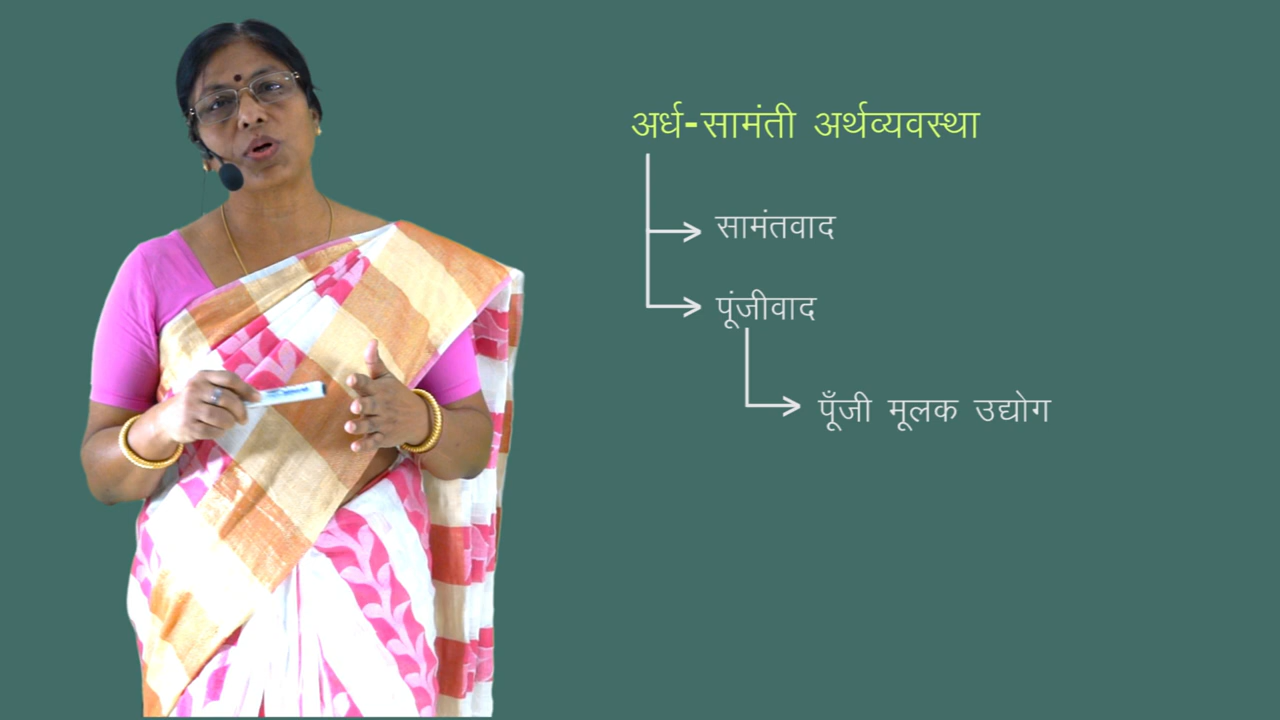 अर्ध-सामंती अर्थव्यवस्था
सामंतवाद
पूंजीवाद
पूँजी मूलक उद्योग